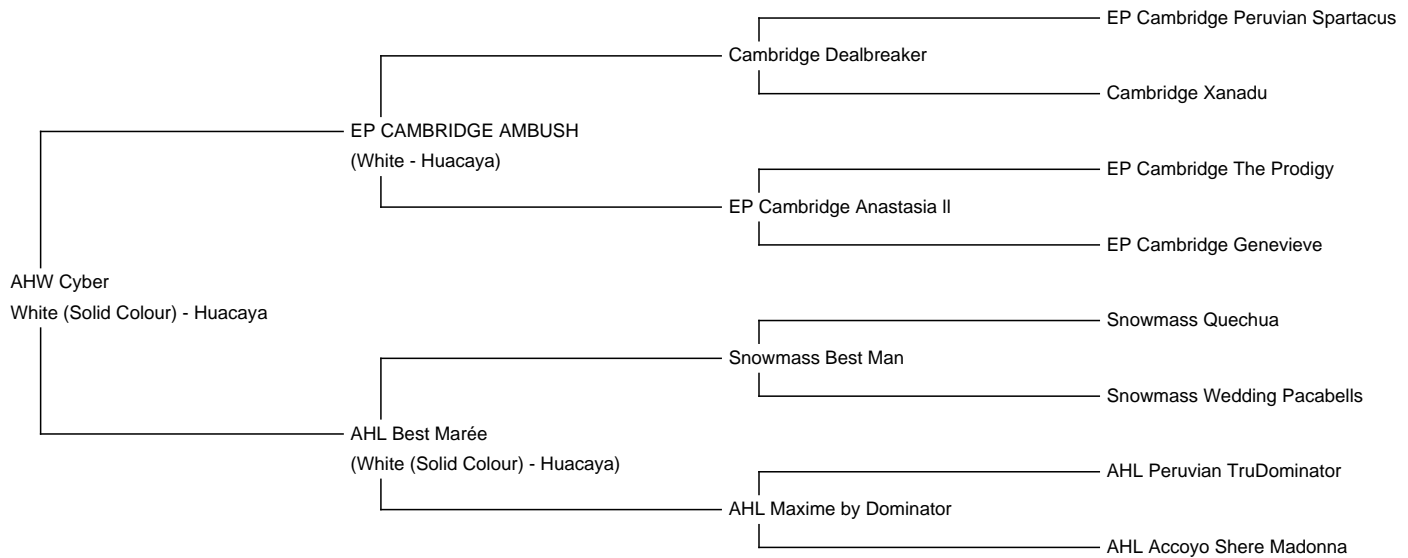 EP Cambridge Peruvian Spartacus
Cambridge Dealbreaker
Cambridge Xanadu
EP CAMBRIDGE AMBUSH
(White - Huacaya)
EP Cambridge The Prodigy
EP Cambridge Anastasia ll
EP Cambridge Genevieve
AHW Cyber
White (Solid Colour) - Huacaya
Snowmass Quechua
Snowmass Best Man
Snowmass Wedding Pacabells
AHL Best Marée
(White (Solid Colour) - Huacaya)
AHL Peruvian TruDominator
AHL Maxime by Dominator
AHL Accoyo Shere Madonna